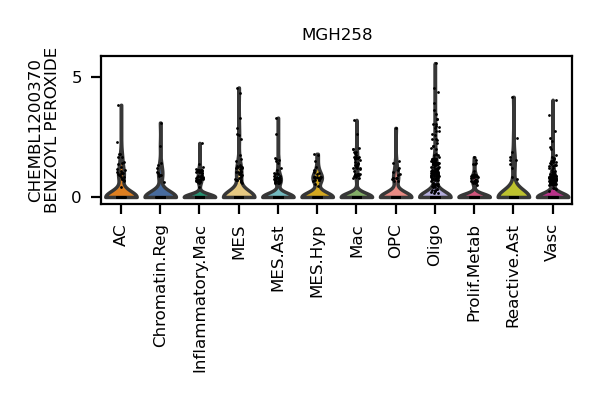 MGH258
CHEMBL1200370
BENZOYL PEROXIDE
5
0
AC
Chromatin.Reg
Inflammatory.Mac
MES
MES.Ast
MES.Hyp
Mac
OPC
Oligo
Prolif.Metab
Reactive.Ast
Vasc